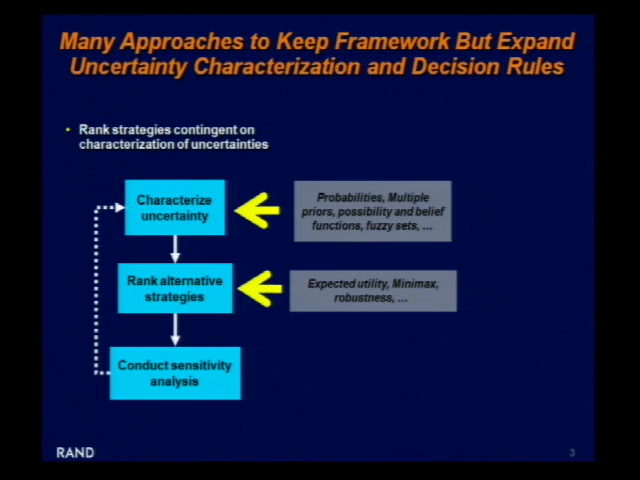 Many Approaches to Keep Framework But Expand
Uncertainty Characterization and Decision Rules
• Rank strategies contingent on
characterization of uncertainties
Characterize
uncertainty
Probabilities, Multiple
priors, possibility and belief
functions, fuzzy sets, ...
Rank alternative
strategies
Expected utility, Minimax,
robustness, ...
Conduct sensitivity
analysis
RAND
3